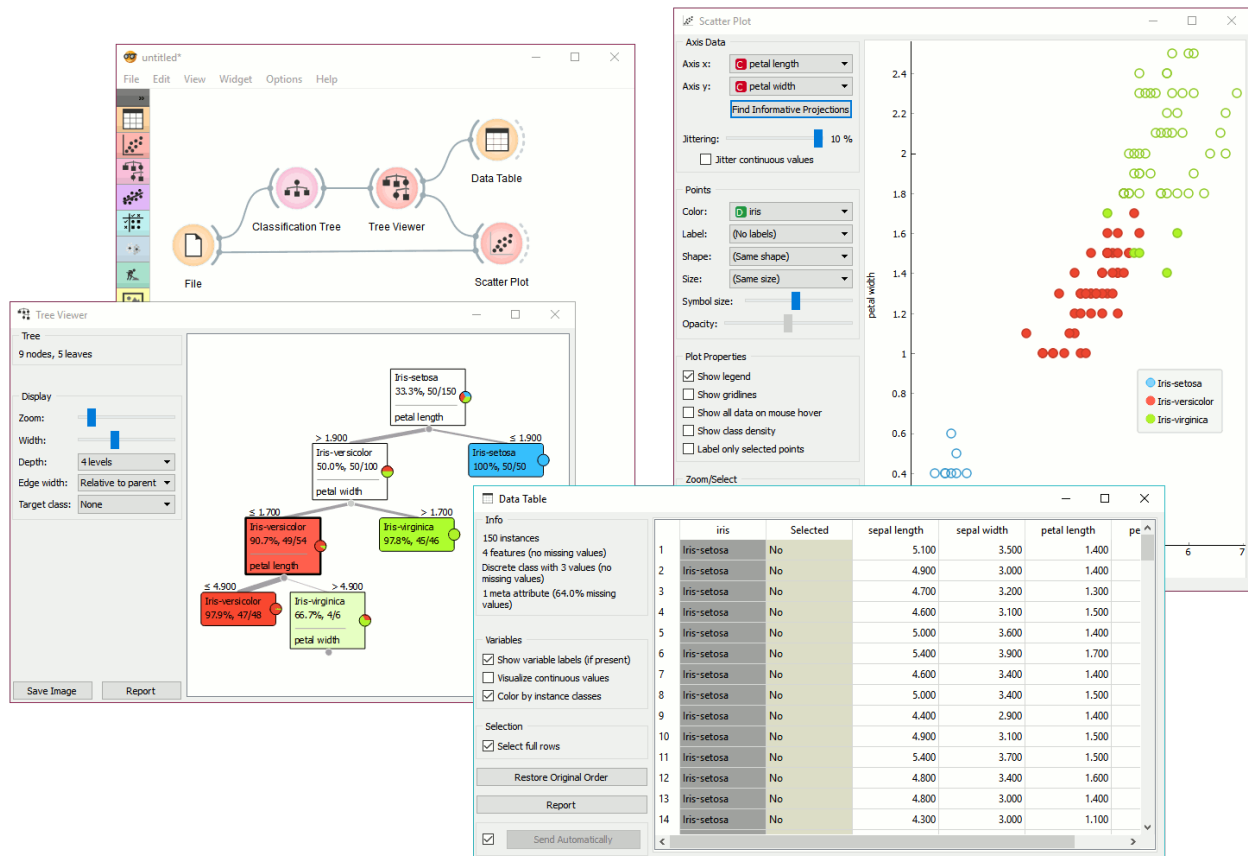 untitled*
File Edit View Widget Options Help
»
Data Table
Classification Tree
Tree Viewer
File
Scatter Plot
Scatter Plot
Axis Data
Axis x: C petal length
Axis y: C petal width
Find Informative Projections
Jittering: 10 %
Jitter continuous values
Points
Color: D iris
Label: (No labels)
Shape: (Same shape)
Size: (Same size)
Symbol size:
Opacity:
Plot Properties
Show legend
Show gridlines
Show all data on mouse hover
Show class density
Label only selected points
Zoom/Select
petal width
2.4
2.2
2
1.8
1.6
1.4
1.2
1
0.8
0.6
0.4
6 7
Iris-setosa
Iris-versicolor
Iris-virginica
Tree Viewer
Tree
9 nodes, 5 leaves
Display
Zoom:
Width:
Depth: 4 levels
Edge width: Relative to parent
Target class: None
Save Image Report
Iris-setosa
33.3%, 50/150
petal length
> 1.900 ≤ 1.900
Iris-versicolor
50.0%, 50/100
petal width
Iris-setosa
100%, 50/50
≤ 1.700 > 1.700
Iris-versicolor
90.7%, 49/54
petal length
Iris-virginica
97.8%, 45/46
≤ 4.900 > 4.900
Iris-versicolor
97.9%, 47/48
Iris-virginica
66.7%, 4/6
petal width
Data Table
Info
150 instances
4 features (no missing values)
Discrete class with 3 values (no
missing values)
1 meta attribute (64.0% missing
values)
Variables
Show variable labels (if present)
Visualize continuous values
Color by instance classes
Selection
Select full rows
Restore Original Order
Report
Send Automatically
iris Selected sepal length sepal width petal length pe
1 Iris-setosa No 5.100 3.500 1.400
2 Iris-setosa No 4.900 3.000 1.400
3 Iris-setosa No 4.700 3.200 1.300
4 Iris-setosa No 4.600 3.100 1.500
5 Iris-setosa No 5.000 3.600 1.400
6 Iris-setosa No 5.400 3.900 1.700
7 Iris-setosa No 4.600 3.400 1.400
8 Iris-setosa No 5.000 3.400 1.500
9 Iris-setosa No 4.400 2.900 1.400
10 Iris-setosa No 4.900 3.100 1.500
11 Iris-setosa No 5.400 3.700 1.500
12 Iris-setosa No 4.800 3.400 1.600
13 Iris-setosa No 4.800 3.000 1.400
14 Iris-setosa No 4.300 3.000 1.100